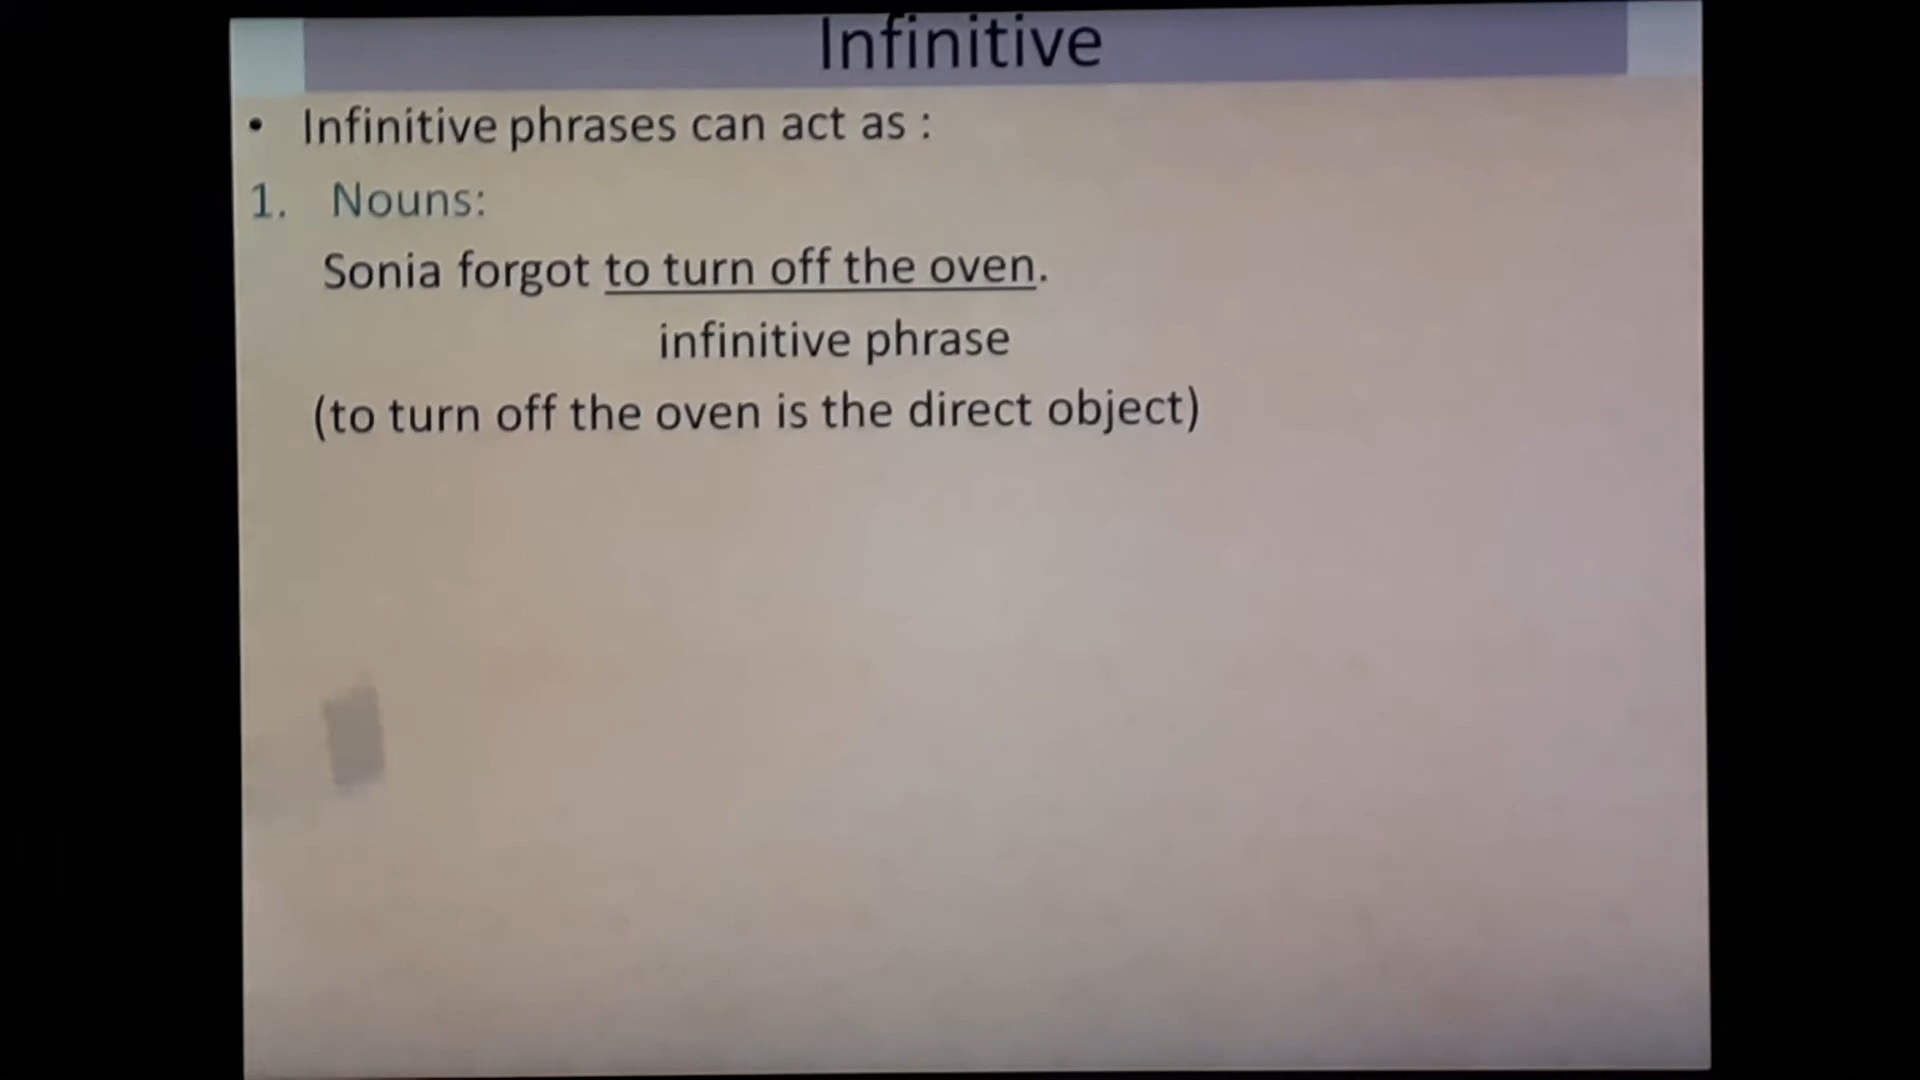 Infinitive
• Infinitive phrases can act as :
1. Nouns:
Sonia forgot to turn off the oven.
infinitive phrase
(to turn off the oven is the direct object)